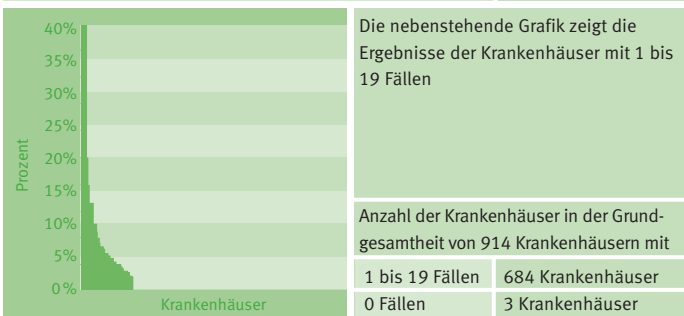 40%
35%
30%
25%
20%
15%
10%
5%
0%
Prozent
Krankenhäuser
Die nebenstehende Grafik zeigt die
Ergebnisse der Krankenhäuser mit 1 bis
19 Fällen
Anzahl der Krankenhäuser in der Grund-
gesamtheit von 914 Krankenhäusern mit
1 bis 19 Fällen 684 Krankenhäuser
0 Fällen 3 Krankenhäuser